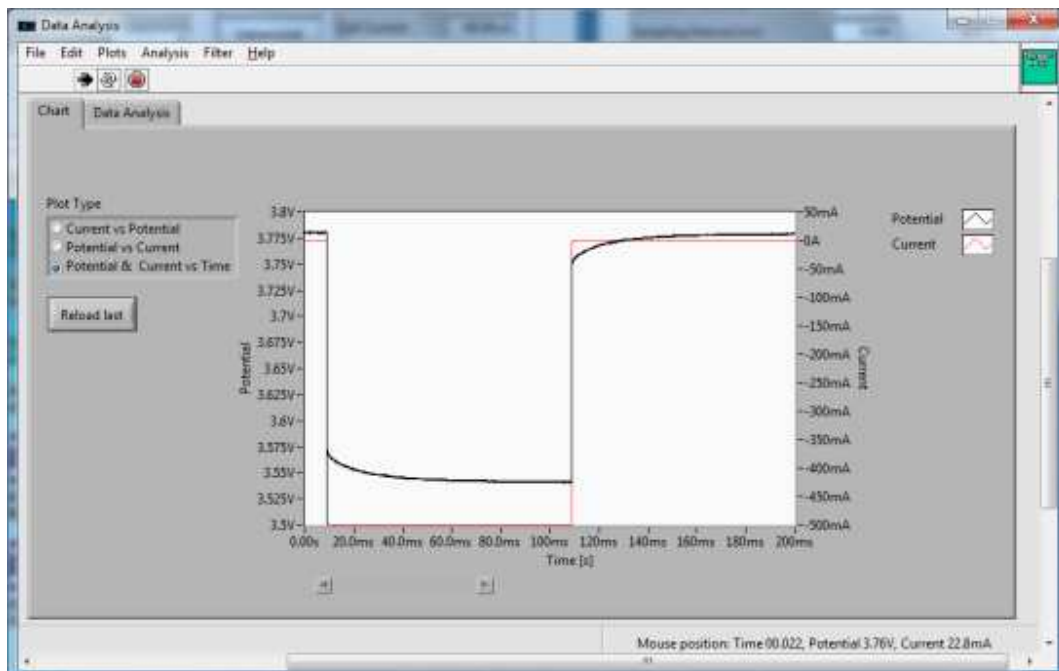 Data Analysis
File Edit Plots Analysis Filter Help
Chart Data Analysis
Plot Type
Current vs Potential
Potential vs Current
Potential & Current vs Time
Reload last
3.8V
3.775V
3.75V
3.725V
3.7V
3.675V
3.65V
3.625V
3.6V
3.575V
3.55V
3.525V
3.5V
Potential
50mA
0A
-50mA
-100mA
-150mA
-200mA
-250mA
-300mA
-350mA
-400mA
-450mA
-500mA
Current
0.00s 20.0ms 40.0ms 60.0ms 80.0ms 100ms 120ms 140ms 160ms 180ms 200ms
Time [s]
Potential
Current
Mouse position: Time 00.022, Potential 3.76V, Current 22.8mA